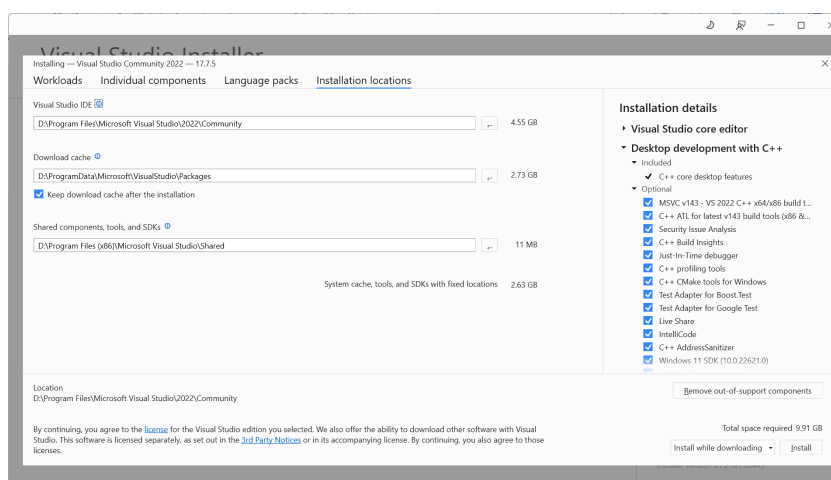 Visual Studio Installer
Installing — Visual Studio Community 2022 — 17.7.5
Workloads Individual components Language packs Installation locations
Visual Studio IDE
D:\Program Files\Microsoft Visual Studio\2022\Community
... 4.55 GB
Download cache
D:\ProgramData\Microsoft\VisualStudio\Packages
... 2.73 GB
Keep download cache after the installation
Shared components, tools, and SDKs
D:\Program Files (x86)\Microsoft Visual Studio\Shared
... 11 MB
System cache, tools, and SDKs with fixed locations 2.63 GB
Installation details
Visual Studio core editor
Desktop development with C++
Included
C++ core desktop features
Optional
MSVC v143 - VS 2022 C++ x64/x86 build t...
C++ ATL for latest v143 build tools (x86 &...
Security Issue Analysis
C++ Build Insights
Just-In-Time debugger
C++ profiling tools
C++ CMake tools for Windows
Test Adapter for Boost.Test
Test Adapter for Google Test
Live Share
IntelliCode
C++ AddressSanitizer
Windows 11 SDK (10.0.22621.0)
Location
D:\Program Files\Microsoft Visual Studio\2022\Community
Remove out-of-support components
By continuing, you agree to the license for the Visual Studio edition you selected. We also offer the ability to download other software with Visual
Studio. This software is licensed separately, as set out in the 3rd Party Notices or in its accompanying license. By continuing, you also agree to those
licenses.
Total space required 9.91 GB
Install while downloading Install